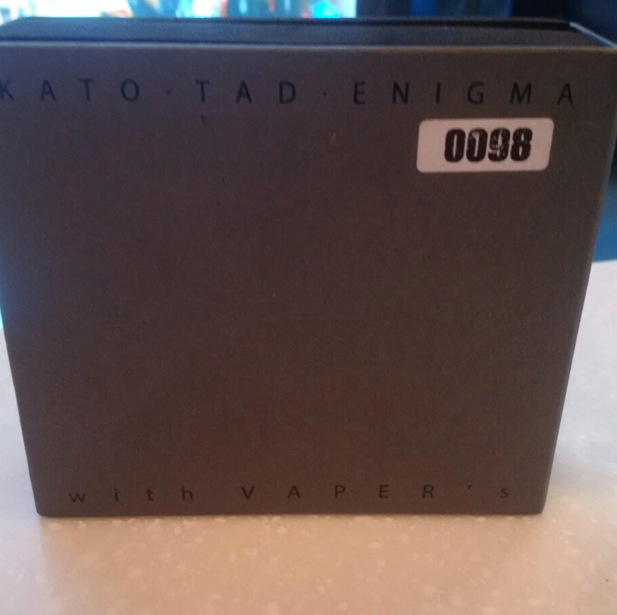 KATO · TAD · ENIGMA
0098
with VAPER's